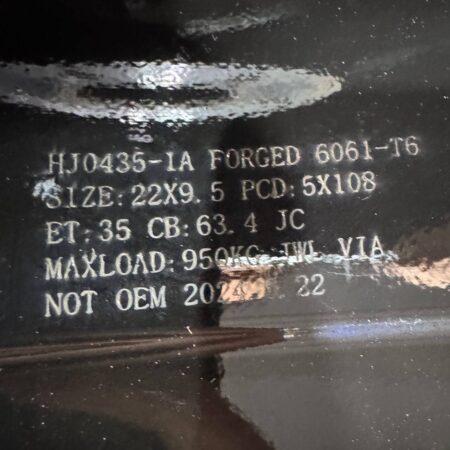 HJ0435-1A FORGED 6061-T6
SIZE:22X9.5 PCD:5X108
ET:35 CB:63.4 JC
MAXLOAD:950KG JWL VIA
NOT OEM 22